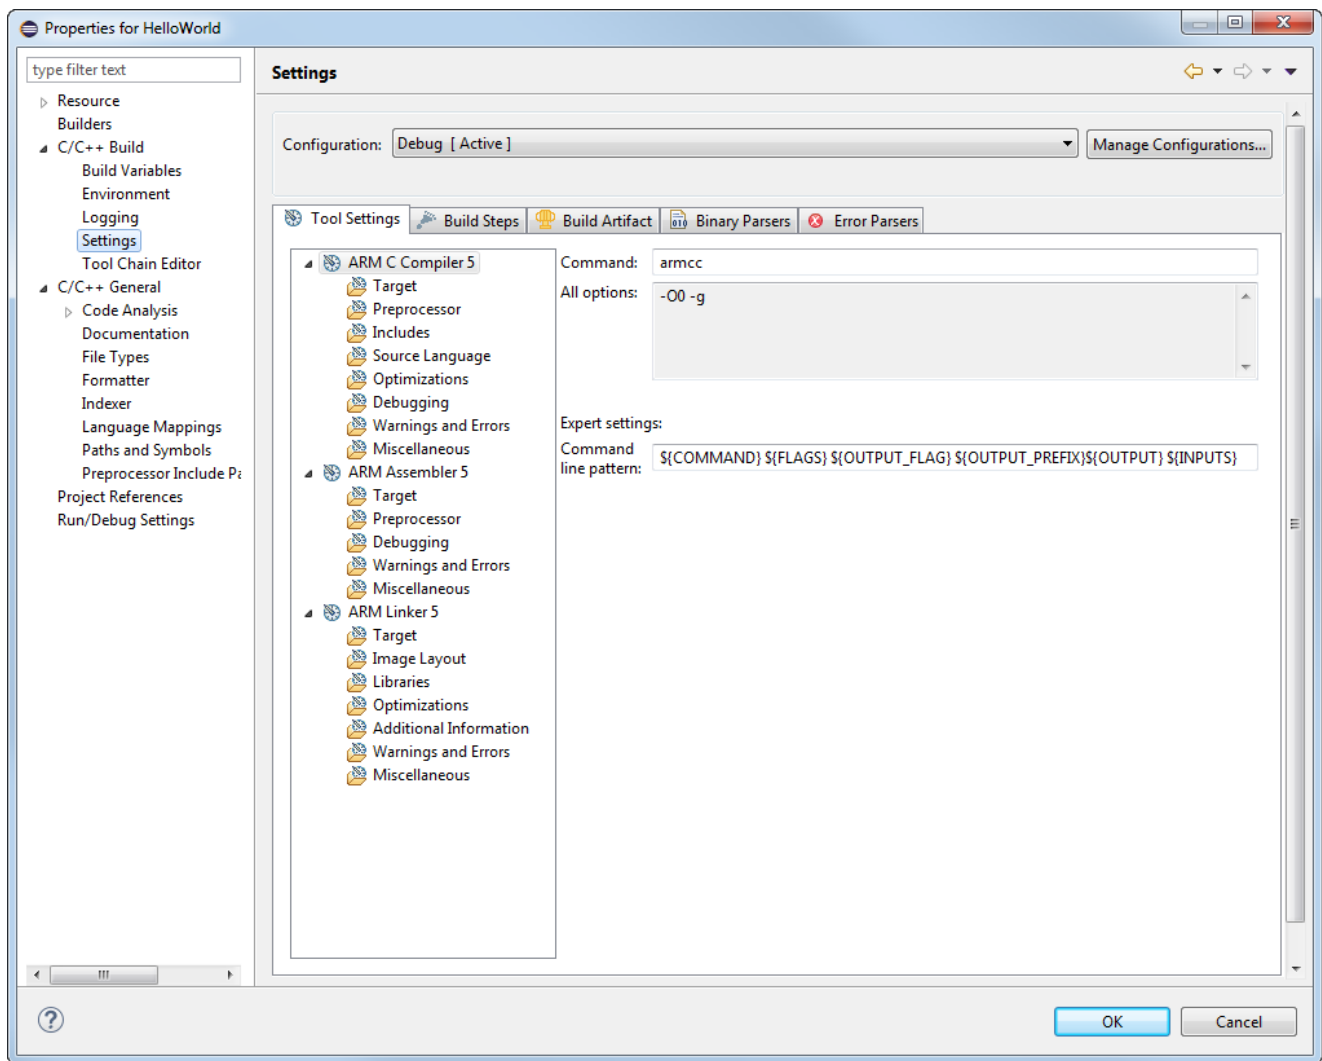 Properties for HelloWorld
type filter text
Resource
Builders
C/C++ Build
Build Variables
Environment
Logging
Settings
Tool Chain Editor
C/C++ General
Code Analysis
Documentation
File Types
Formatter
Indexer
Language Mappings
Paths and Symbols
Preprocessor Include Pa
Project References
Run/Debug Settings
Settings
Configuration: Debug [ Active ] Manage Configurations...
Tool Settings Build Steps Build Artifact Binary Parsers Error Parsers
ARM C Compiler 5
Target
Preprocessor
Includes
Source Language
Optimizations
Debugging
Warnings and Errors
Miscellaneous
ARM Assembler 5
Target
Preprocessor
Debugging
Warnings and Errors
Miscellaneous
ARM Linker 5
Target
Image Layout
Libraries
Optimizations
Additional Information
Warnings and Errors
Miscellaneous
Command: armcc
All options: -O0 -g
Expert settings:
Command
line pattern: ${COMMAND} ${FLAGS} ${OUTPUT_FLAG} ${OUTPUT_PREFIX}${OUTPUT} ${INPUTS}
OK Cancel